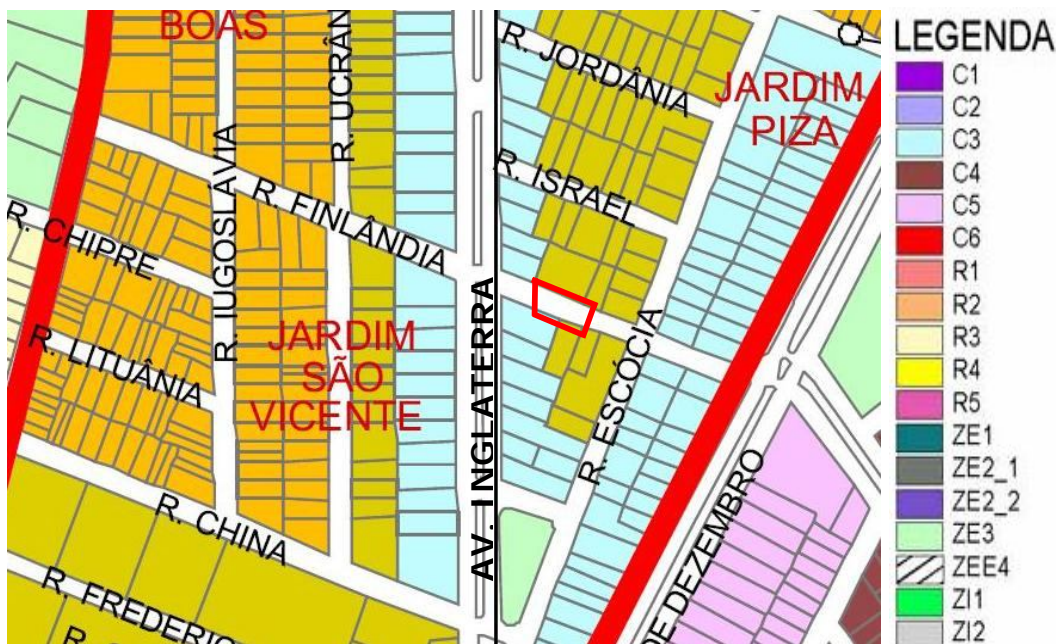 BOAS
R. UCRÂN
R. JORDÂNIA
JARDIM
PIZA
R. IUGOSLÁVIA
R. FINLÂNDIA
R. ISRAEL
R. CHIPRE
R. LITUÂNIA
JARDIM
SÃO
VICENTE
AV. INGLATERRA
R. ESCÓCIA
R. CHINA
DE DEZEMBRO
R. FREDERIC
LEGENDA
C1
C2
C3
C4
C5
C6
R1
R2
R3
R4
R5
ZE1
ZE2_1
ZE2_2
ZE3
ZEE4
ZI1
ZI2